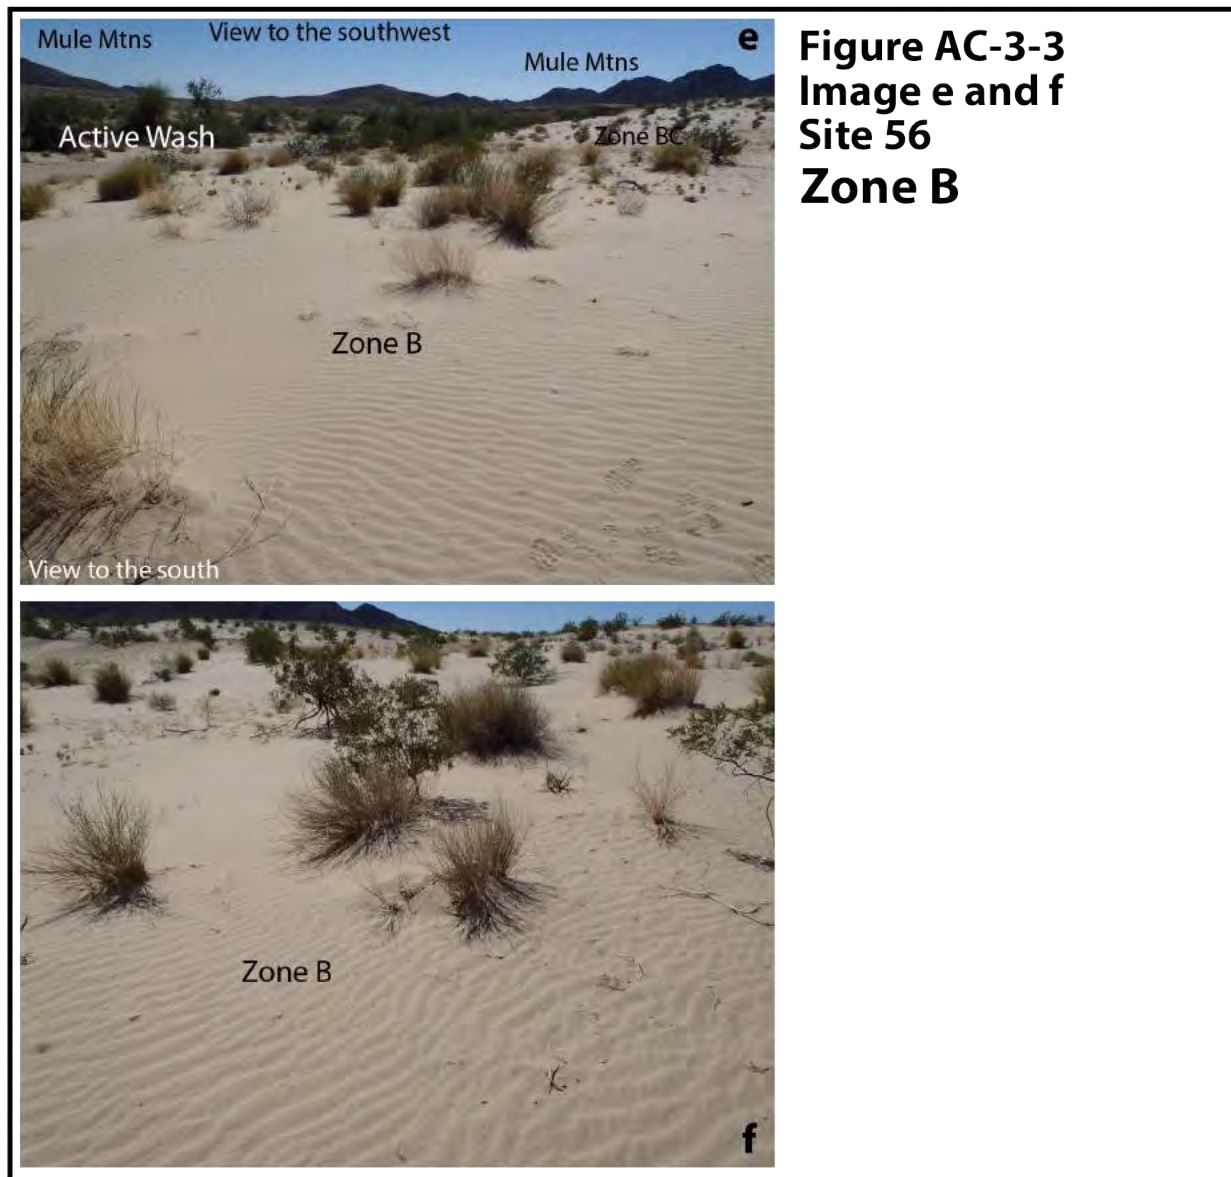 Mule Mtns
View to the southwest
e
Mule Mtns
Active Wash
Zone BC
Zone B
View to the south
Zone B
f
Figure AC-3-3
Image e and f
Site 56
Zone B